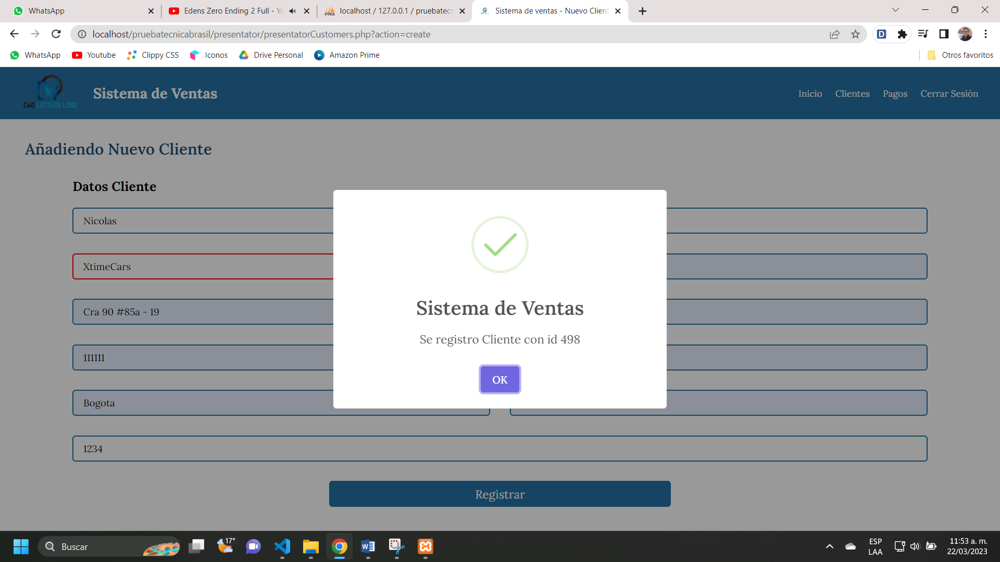 WhatsApp
Edens Zero Ending 2 Full - Yo
localhost / 127.0.0.1 / pruebatecn
Sistema de ventas - Nuevo Client
localhost/pruebatecnicabrasil/presentator/presentatorCustomers.php?action=create
WhatsApp
Youtube
Clippy CSS
Iconos
Drive Personal
Amazon Prime
Otros favoritos
CWO LETTERS LOGO
Sistema de Ventas
Inicio
Clientes
Pagos
Cerrar Sesión
Añadiendo Nuevo Cliente
Datos Cliente
Nicolas
XtimeCars
Cra 90 #85a - 19
111111
Bogota
1234
Registrar
Sistema de Ventas
Se registro Cliente con id 498
OK
Buscar
17°
ESP
LAA
11:53 a. m.
22/03/2023